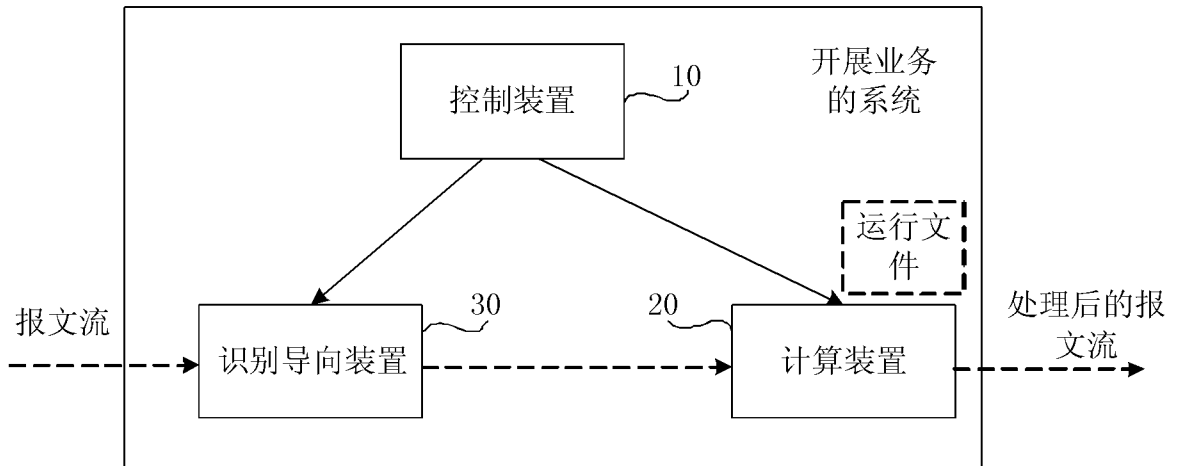 开展业务
的系统
控制装置
10
运行文
件
报文流
识别导向装置
30
20
计算装置
处理后的报
文流